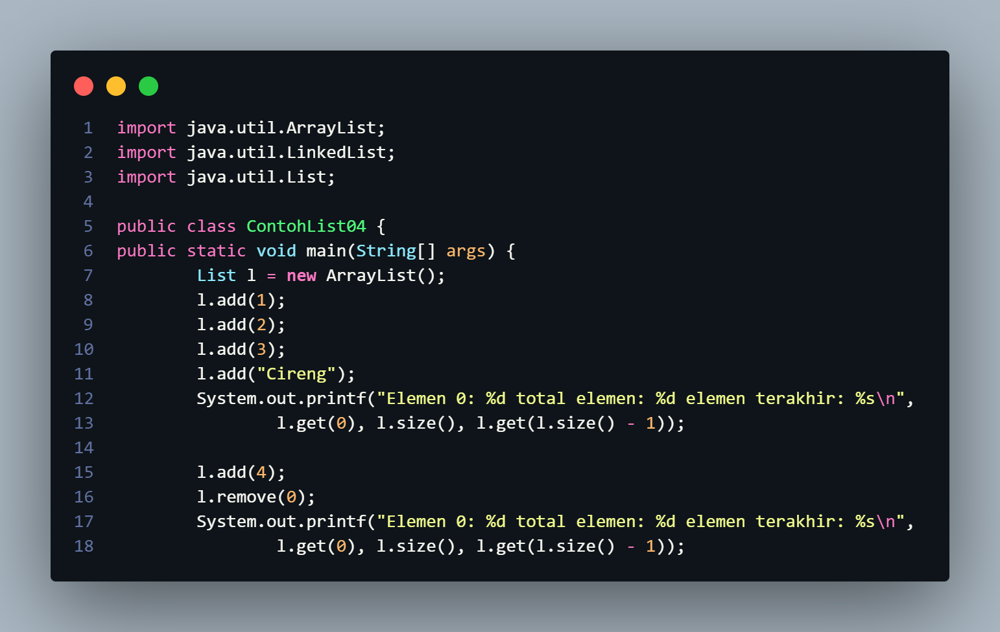 1 import java.util.ArrayList;
2 import java.util.LinkedList;
3 import java.util.List;
4
5 public class ContohList04 {
6 public static void main(String[] args) {
7         List l = new ArrayList();
8         l.add(1);
9         l.add(2);
10         l.add(3);
11         l.add("Cireng");
12         System.out.printf("Elemen 0: %d total elemen: %d elemen terakhir: %s\n",
13                 l.get(0), l.size(), l.get(l.size() - 1));
14
15         l.add(4);
16         l.remove(0);
17         System.out.printf("Elemen 0: %d total elemen: %d elemen terakhir: %s\n",
18                 l.get(0), l.size(), l.get(l.size() - 1));